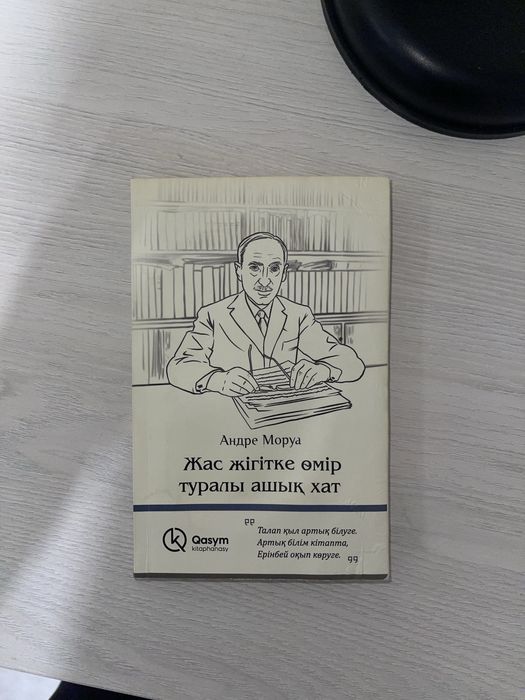 Андре Моруа
Жас жігітке өмір
туралы ашық хат
Qasym
kitaphanasy
Талап қыл артық білуге.
Артық білім кітапта,
Ерінбей оқып көруге.